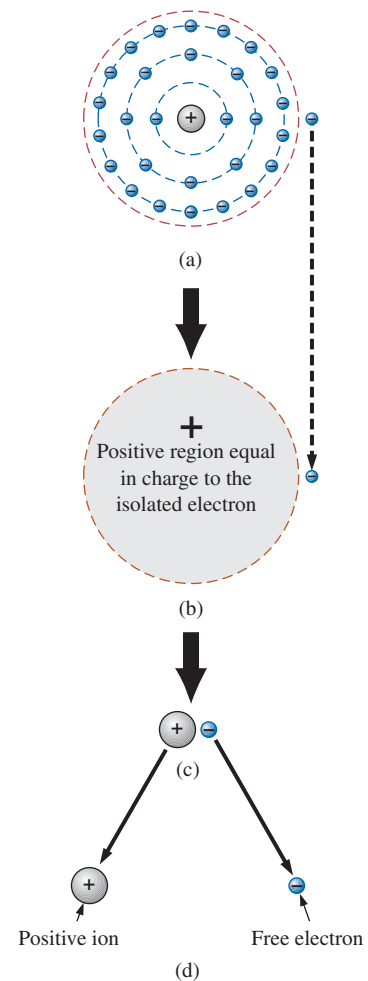 (a)
+
Positive region equal
in charge to the
isolated electron
(b)
+ −
(c)
+ −
Positive ion Free electron
(d)